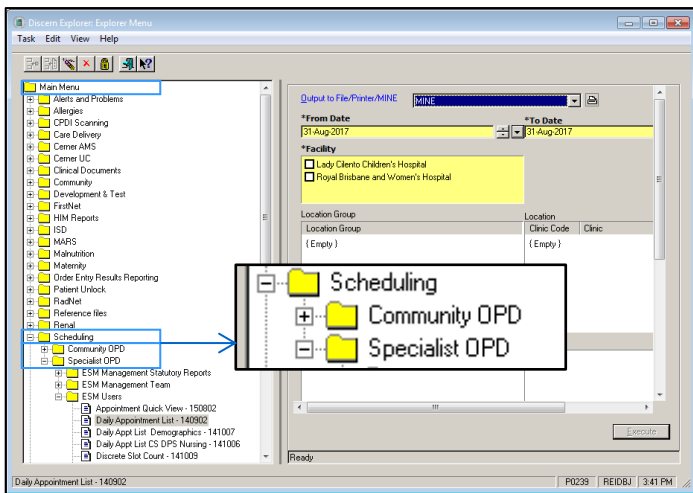 Discern Explorer: Explorer Menu
Task Edit View Help
Main Menu
Alerts and Problems
Allergies
CPDI Scanning
Care Delivery
Cerner AMS
Cerner UC
Clinical Documents
Community
Development & Test
FirstNet
HIM Reports
ISD
MARS
Malnutrition
Maternity
Order Entry Results Reporting
Patient Unlock
RadNet
Reference files
Renal
Scheduling
Community OPD
Specialist OPD
ESM Management Statutory Reports
ESM Management Team
ESM Users
Appointment Quick View - 150802
Daily Appointment List - 140902
Daily Appt List Demographics - 141007
Daily Appt List CS DPS Nursing - 141006
Discrete Slot Count - 141009
Output to File/Printer/MINE MINE
*From Date *To Date
31-Aug-2017 31-Aug-2017
*Facility
Lady Cilento Children's Hospital
Royal Brisbane and Women's Hospital
Location Group Location
Location Group Clinic Code Clinic
{Empty} {Empty}
Scheduling
Community OPD
Specialist OPD
Execute
Ready
Daily Appointment List - 140902 P0239 REIDBJ 3:41 PM